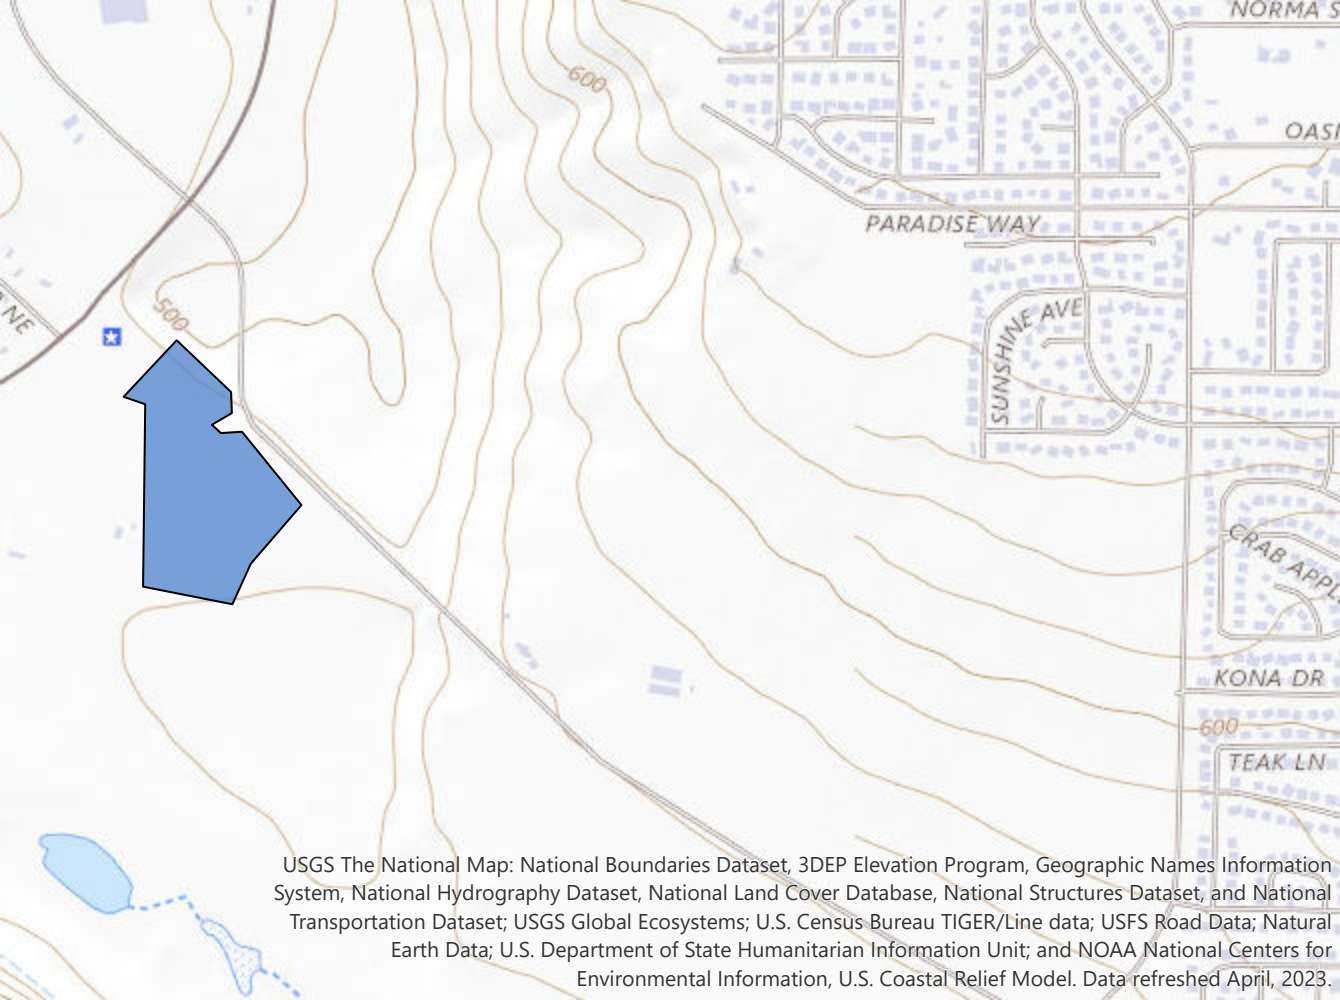 NORMA S
OASI
600
PARADISE WAY
500
NE
SUNSHINE AVE
CRAB APPL
KONA DR
600
TEAK LN
USGS The National Map: National Boundaries Dataset, 3DEP Elevation Program, Geographic Names Information
System, National Hydrography Dataset, National Land Cover Database, National Structures Dataset, and National
Transportation Dataset; USGS Global Ecosystems; U.S. Census Bureau TIGER/Line data; USFS Road Data; Natural
Earth Data; U.S. Department of State Humanitarian Information Unit; and NOAA National Centers for
Environmental Information, U.S. Coastal Relief Model. Data refreshed April, 2023.